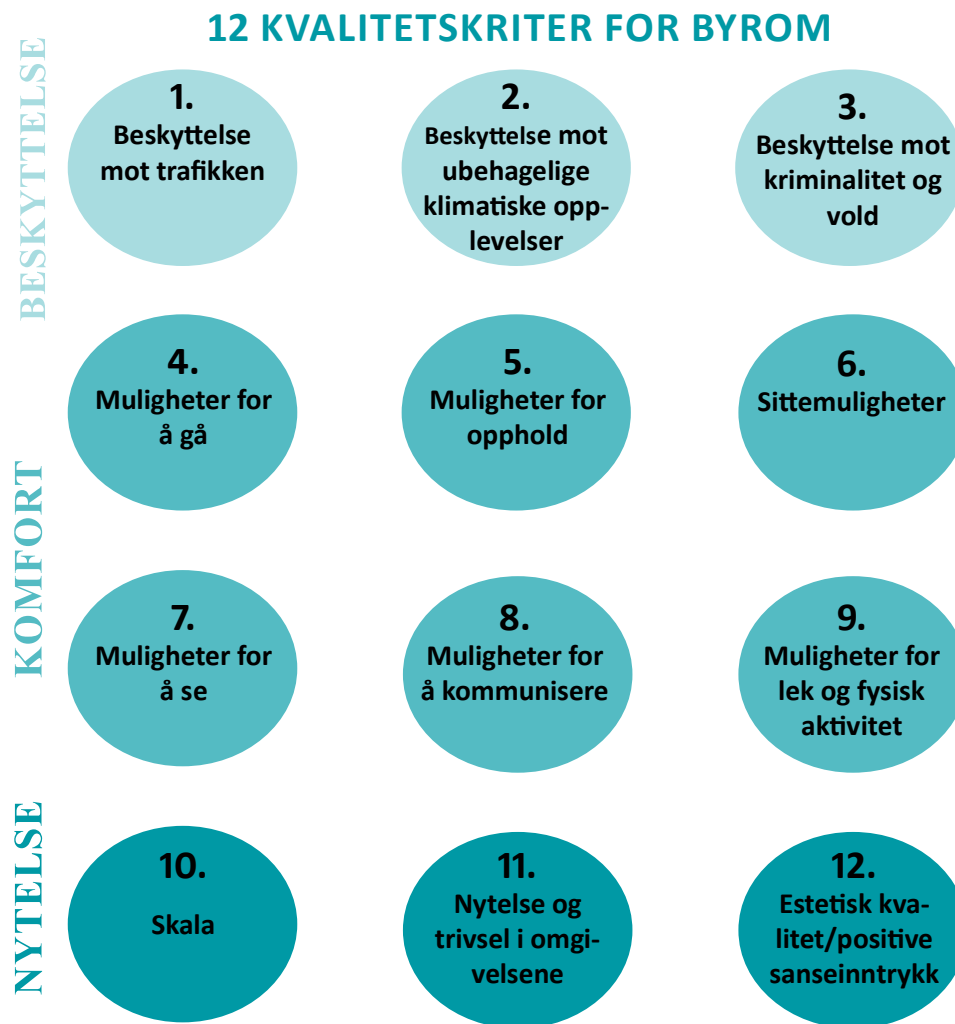 12 KVALITETSKRITER FOR BYROM
BESKYTTELSE
1.
Beskyttelse
mot trafikken
2.
Beskyttelse mot
ubehagelige
klimatiske opp-
levelser
3.
Beskyttelse mot
kriminalitet og
vold
KOMFORT
4.
Muligheter for
å gå
5.
Muligheter for
opphold
6.
Sittemuligheter
7.
Muligheter for
å se
8.
Muligheter for
å kommunisere
9.
Muligheter for
lek og fysisk
aktivitet
NYTELSE
10.
Skala
11.
Nytelse og
trivsel i omgi-
velsene
12.
Estetisk kva-
litet/positive
sanseinntrykk